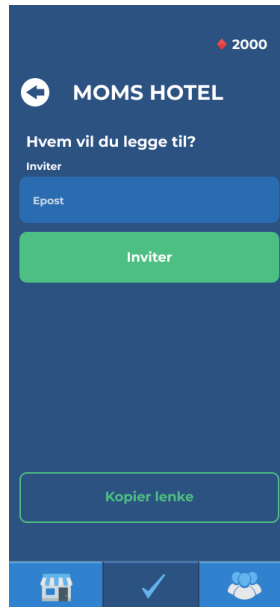 2000
MOMS HOTEL
Hvem vil du legge til?
Inviter
Epost
Inviter
Kopier lenke